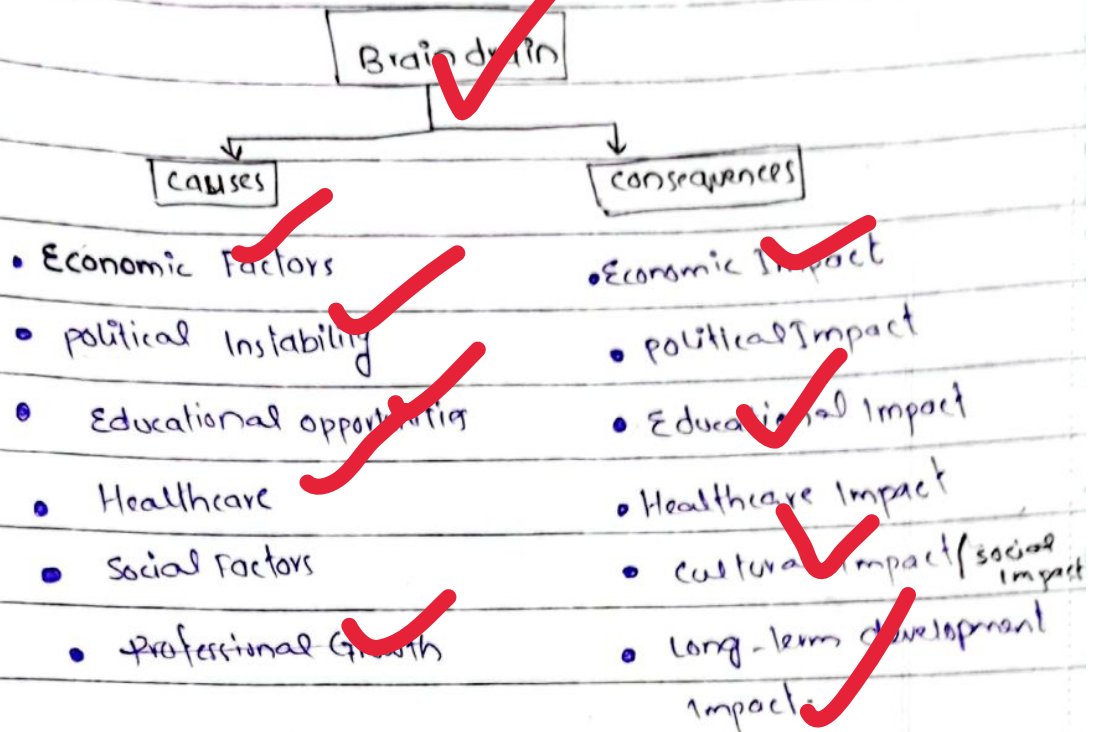 Braindrain
causes consequences
• Economic Factors
• Economic Impact
• political Instability
• political Impact
• Educational opportunities
• Educational Impact
• Healthcare
• Healthcare Impact
• Social Factors
• cultural Impact/social Impact
• Professional Growth
• Long-term development
Impact.